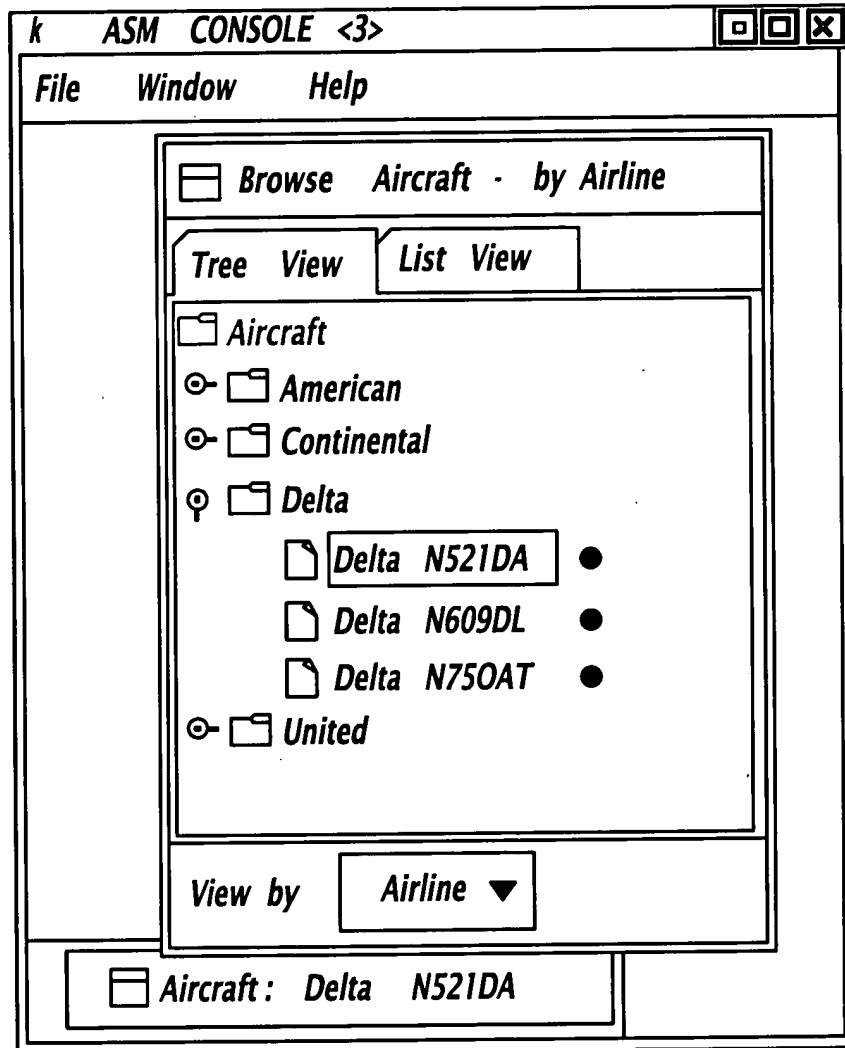 k ASM CONSOLE <3>
File Window Help
Browse Aircraft - by Airline
Tree View List View
Aircraft
American
Continental
Delta
Delta N521DA
Delta N609DL
Delta N750AT
United
View by Airline
Aircraft: Delta N521DA